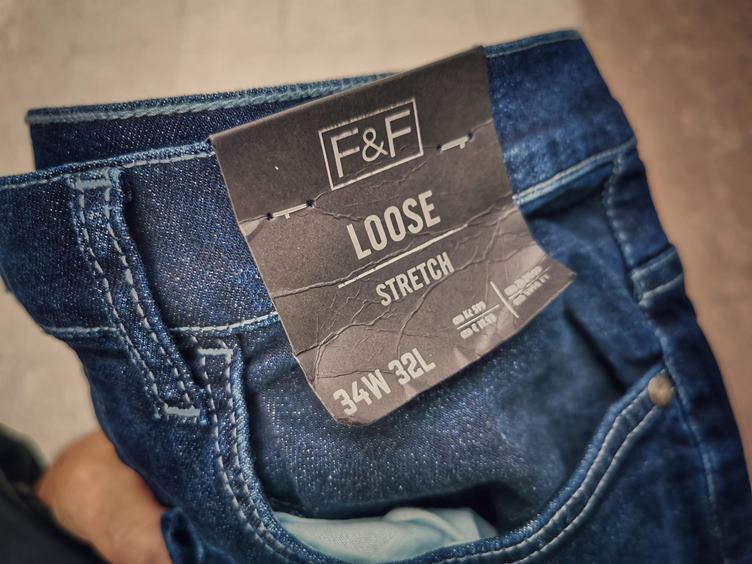 F&F
LOOSE
STRETCH
34W 32L